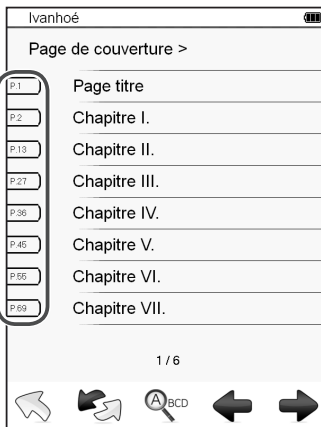 Ivanhoé
Page de couverture >
P.1 Page titre
P.2 Chapitre I.
P.13 Chapitre II.
P.27 Chapitre III.
P.36 Chapitre IV.
P.45 Chapitre V.
P.55 Chapitre VI.
P.69 Chapitre VII.
1 / 6
A BCD